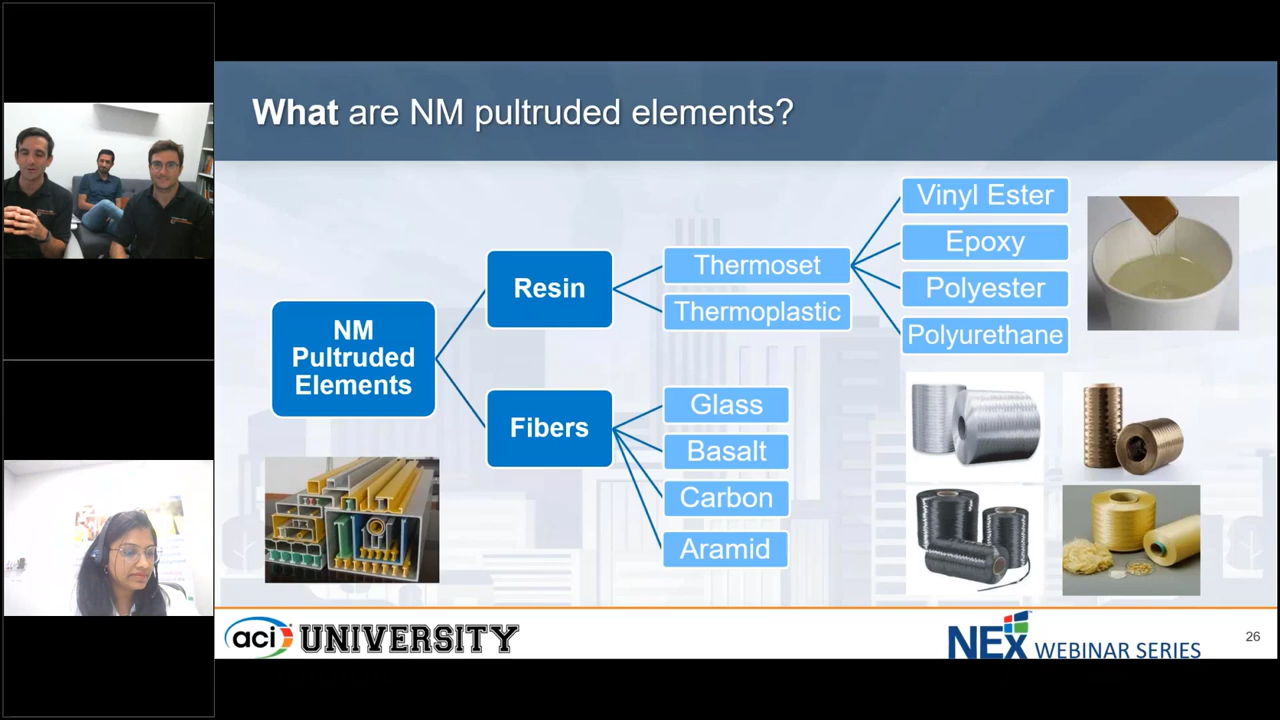 What are NM pultruded elements?
NM
Pultruded
Elements
Resin
Fibers
Thermoset
Thermoplastic
Vinyl Ester
Epoxy
Polyester
Polyurethane
Glass
Basalt
Carbon
Aramid
aci UNIVERSITY
NEX WEBINAR SERIES
26